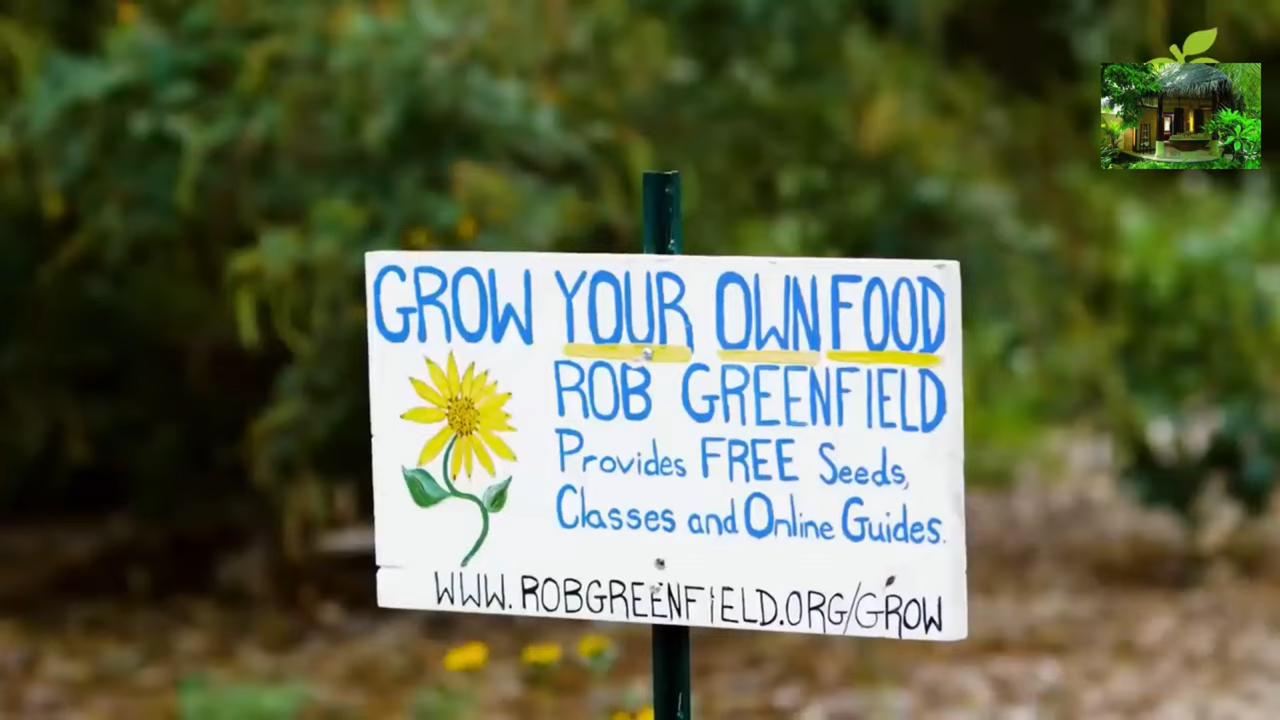 GROW YOUR OWN FOOD
ROB GREENFIELD
Provides FREE Seeds,
Classes and Online Guides.
WWW.ROBGREENFIELD.ORG/GROW